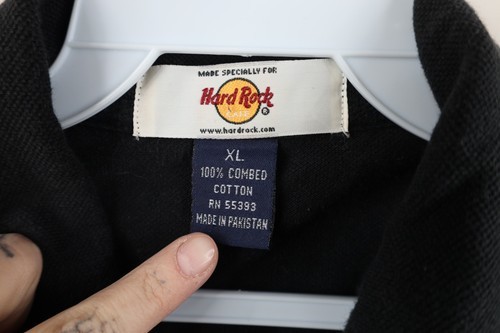 MADE SPECIALLY FOR
Hard Rock
CAFE
®
www.hardrock.com
XL
100% COMBED
COTTON
RN 55393
MADE IN PAKISTAN